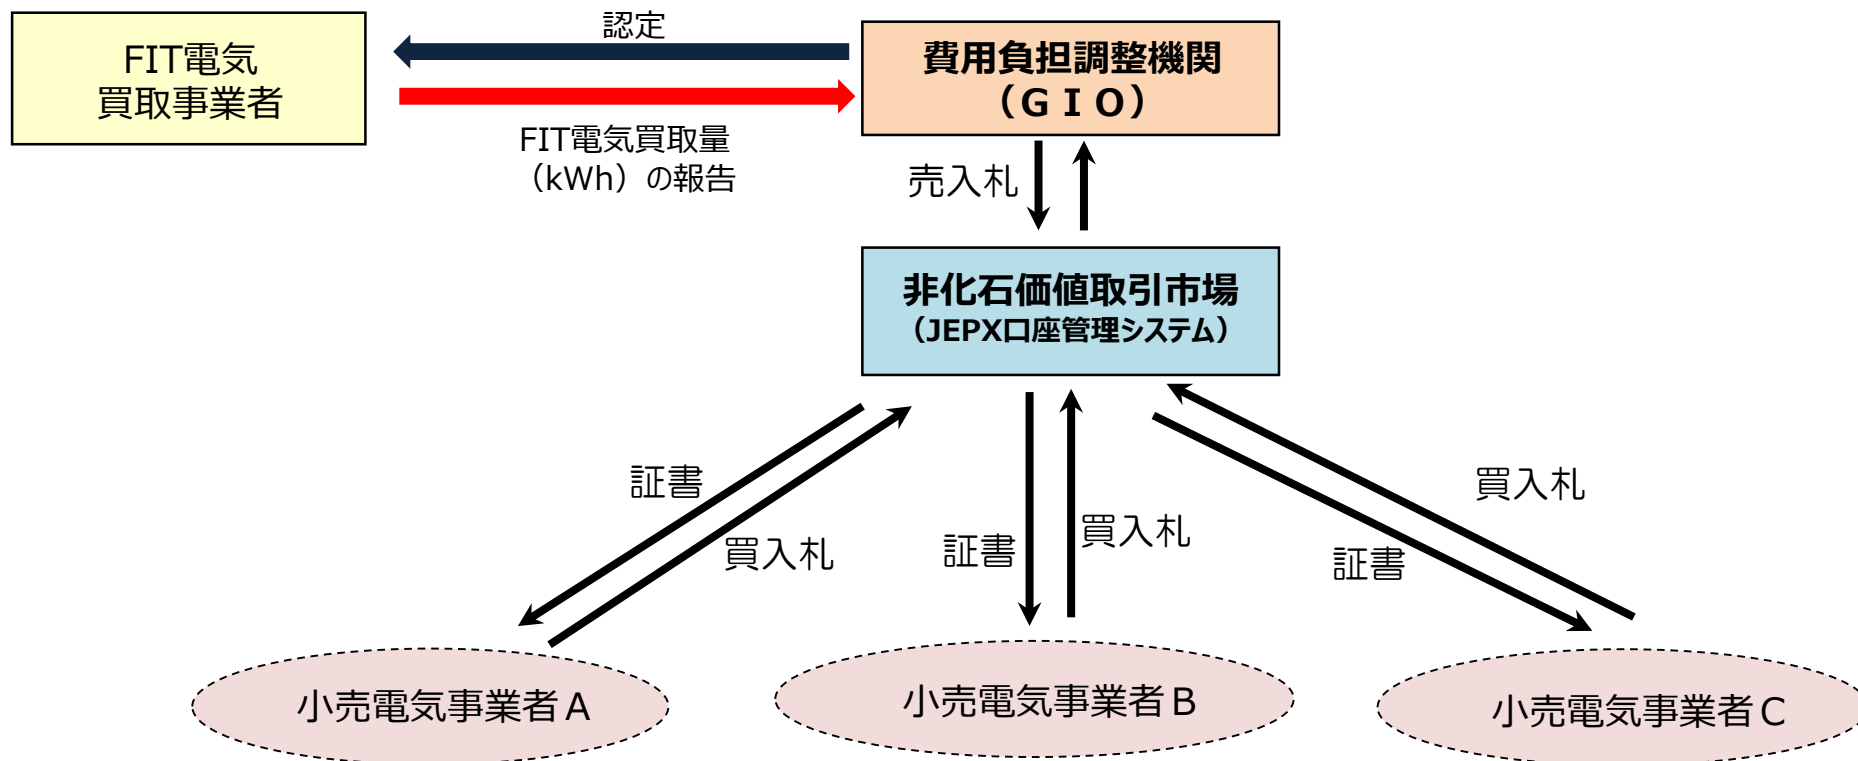 認定
FIT電気
買取事業者
費用負担調整機関
（ＧＩＯ）
FIT電気買取量
（kWh）の報告
売入札
非化石価値取引市場
（JEPX口座管理システム）
証書
買入札
証書
買入札
証書
買入札
小売電気事業者Ａ
小売電気事業者Ｂ
小売電気事業者Ｃ